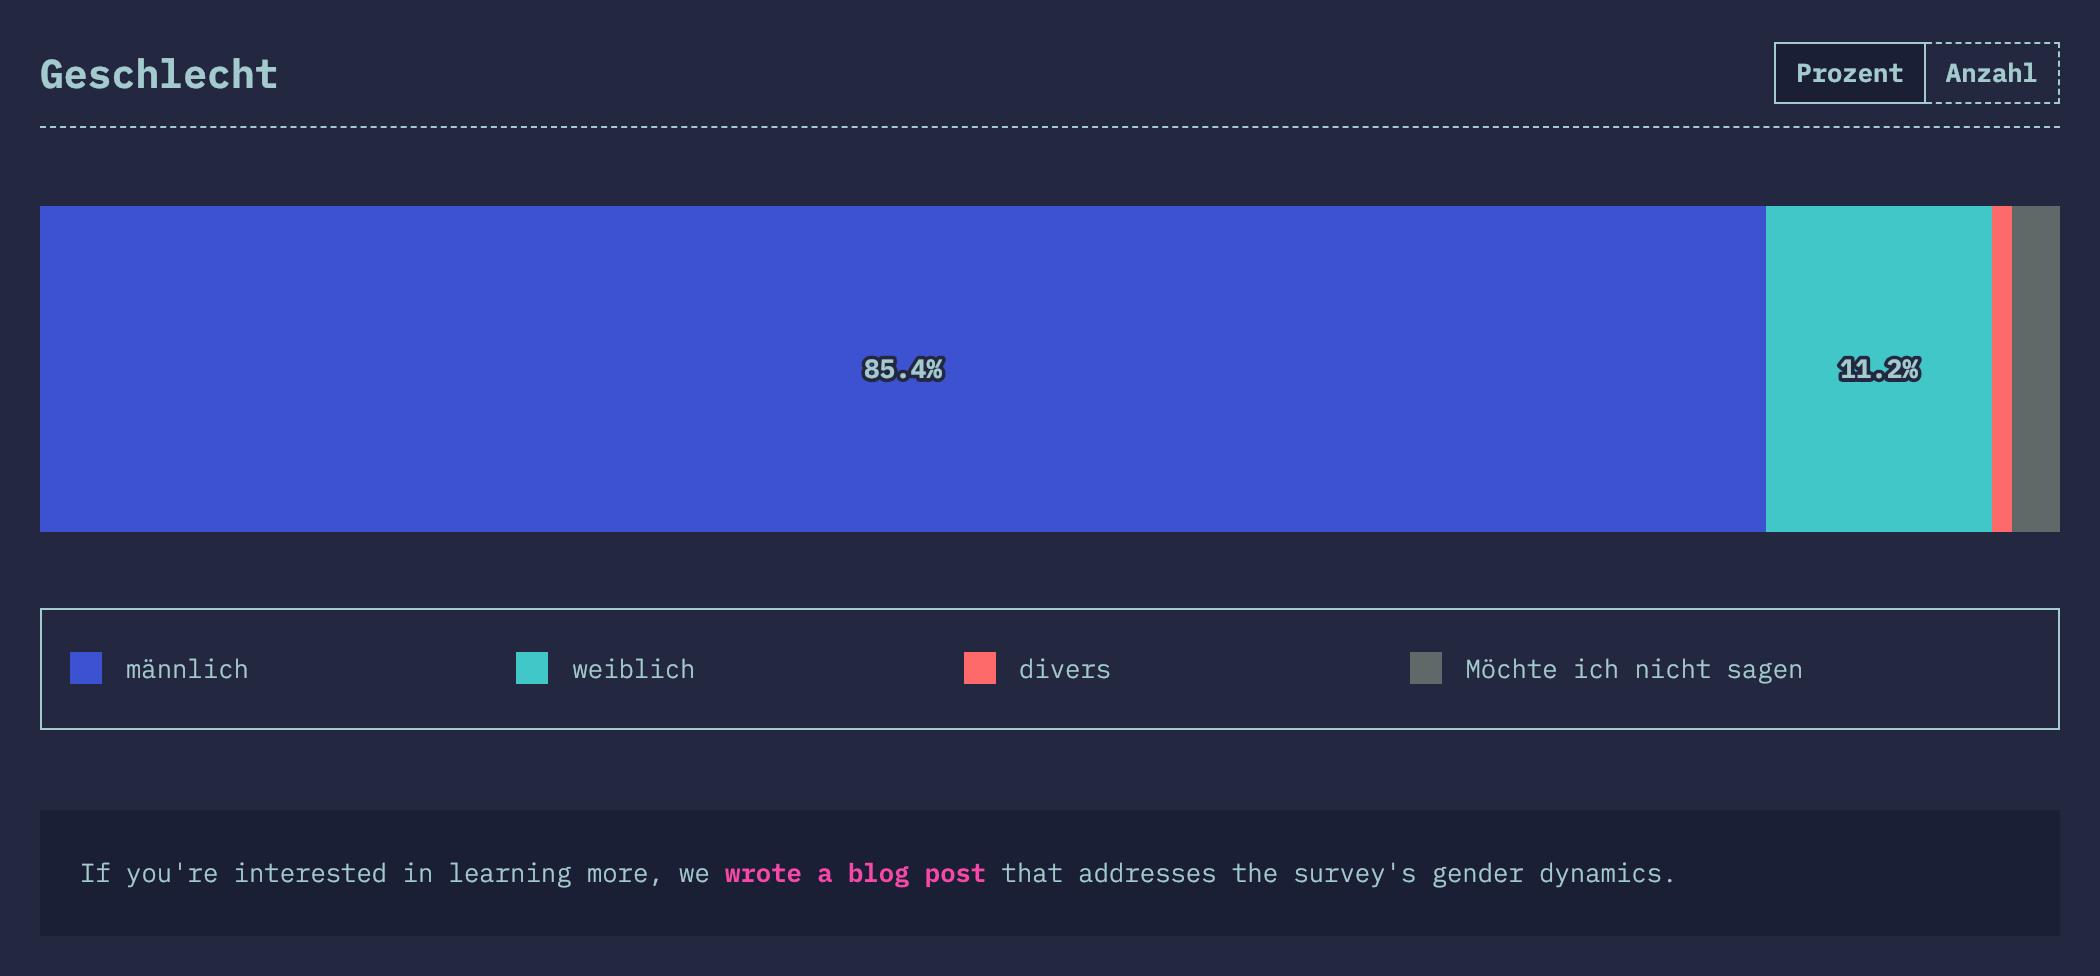 Geschlecht
Prozent Anzahl
85.4% 11.2%
männlich weiblich divers Möchte ich nicht sagen
If you're interested in learning more, we wrote a blog post that addresses the survey's gender dynamics.